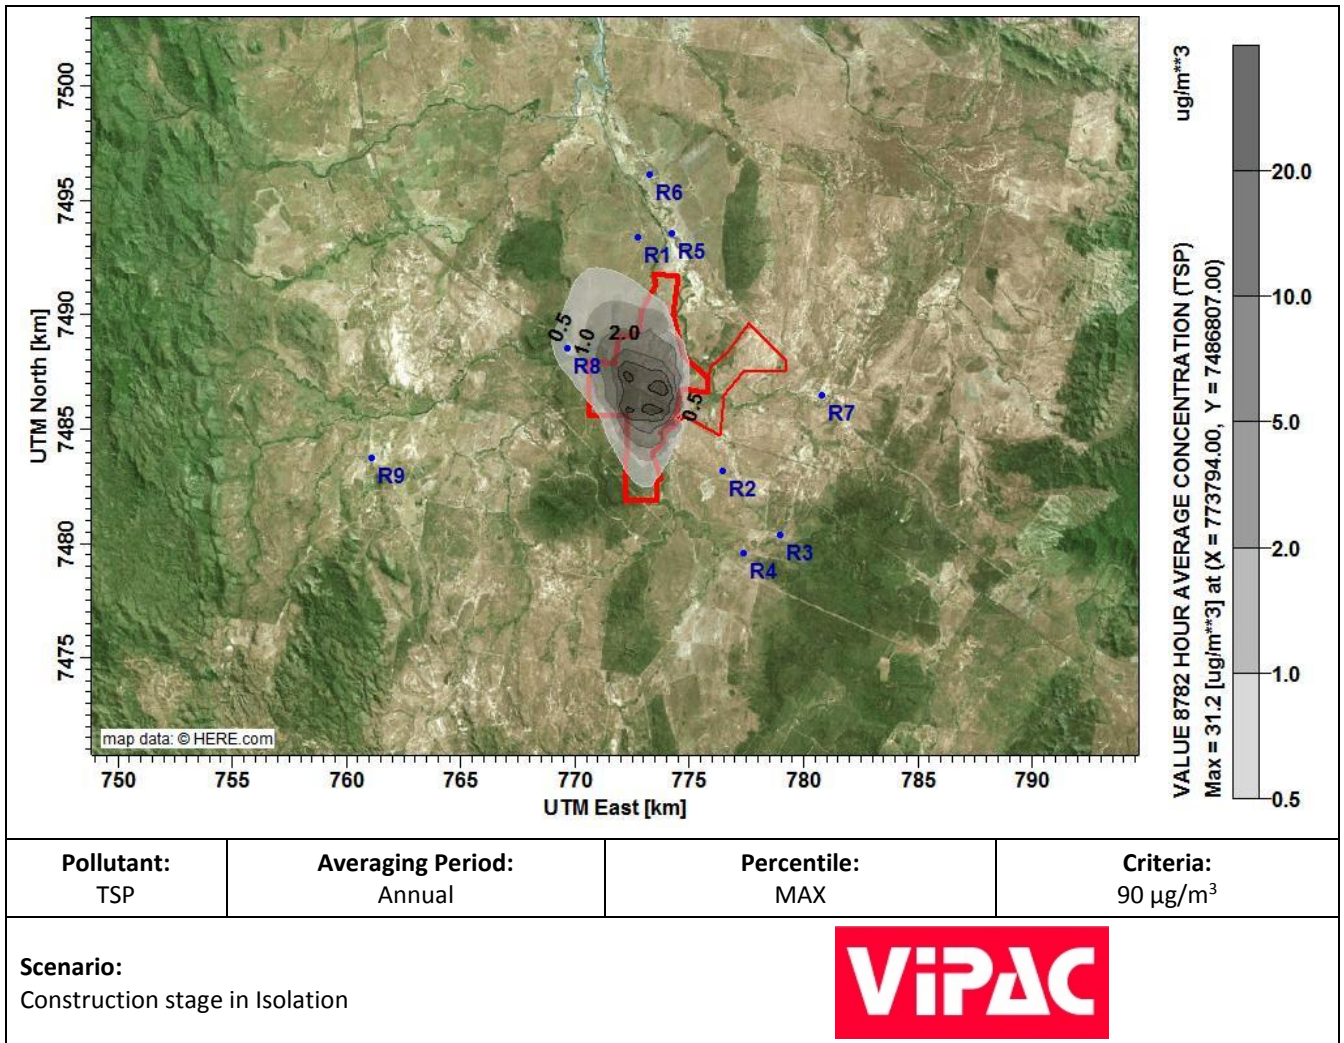 7500
7495
7490
7485
7480
7475
UTM North [km]
750
755
760
765
770
775
780
785
790
UTM East [km]
R6
R1
R5
0.5
1.0
2.0
R8
0.5
R7
R9
R2
R3
R4
map data: © HERE.com
ug/m**3
VALUE 8782 HOUR AVERAGE CONCENTRATION (TSP)
Max = 31.2 [ug/m**3] at (X = 773794.00, Y = 7486807.00)
20.0
10.0
5.0
2.0
1.0
0.5
Pollutant:
TSP
Averaging Period:
Annual
Percentile:
MAX
Criteria:
90 µg/m³
Scenario:
Construction stage in Isolation
ViPAC